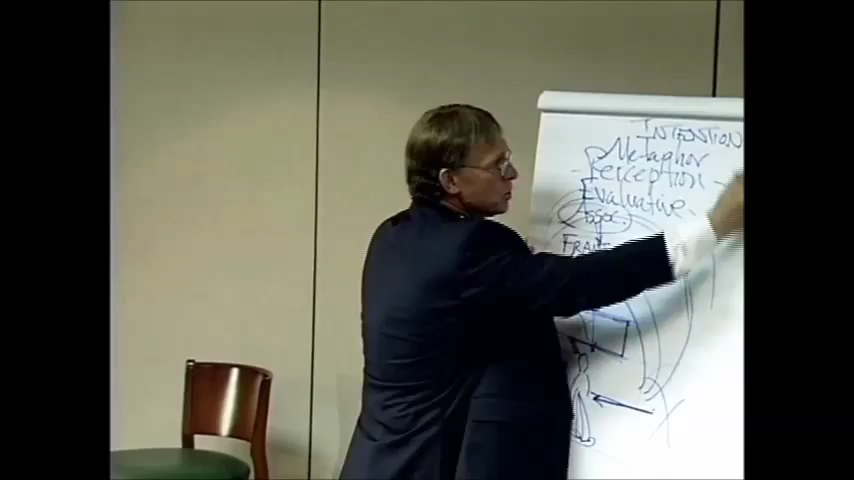 INTENTION
Metaphor
Perception
Evaluative
Assoc.